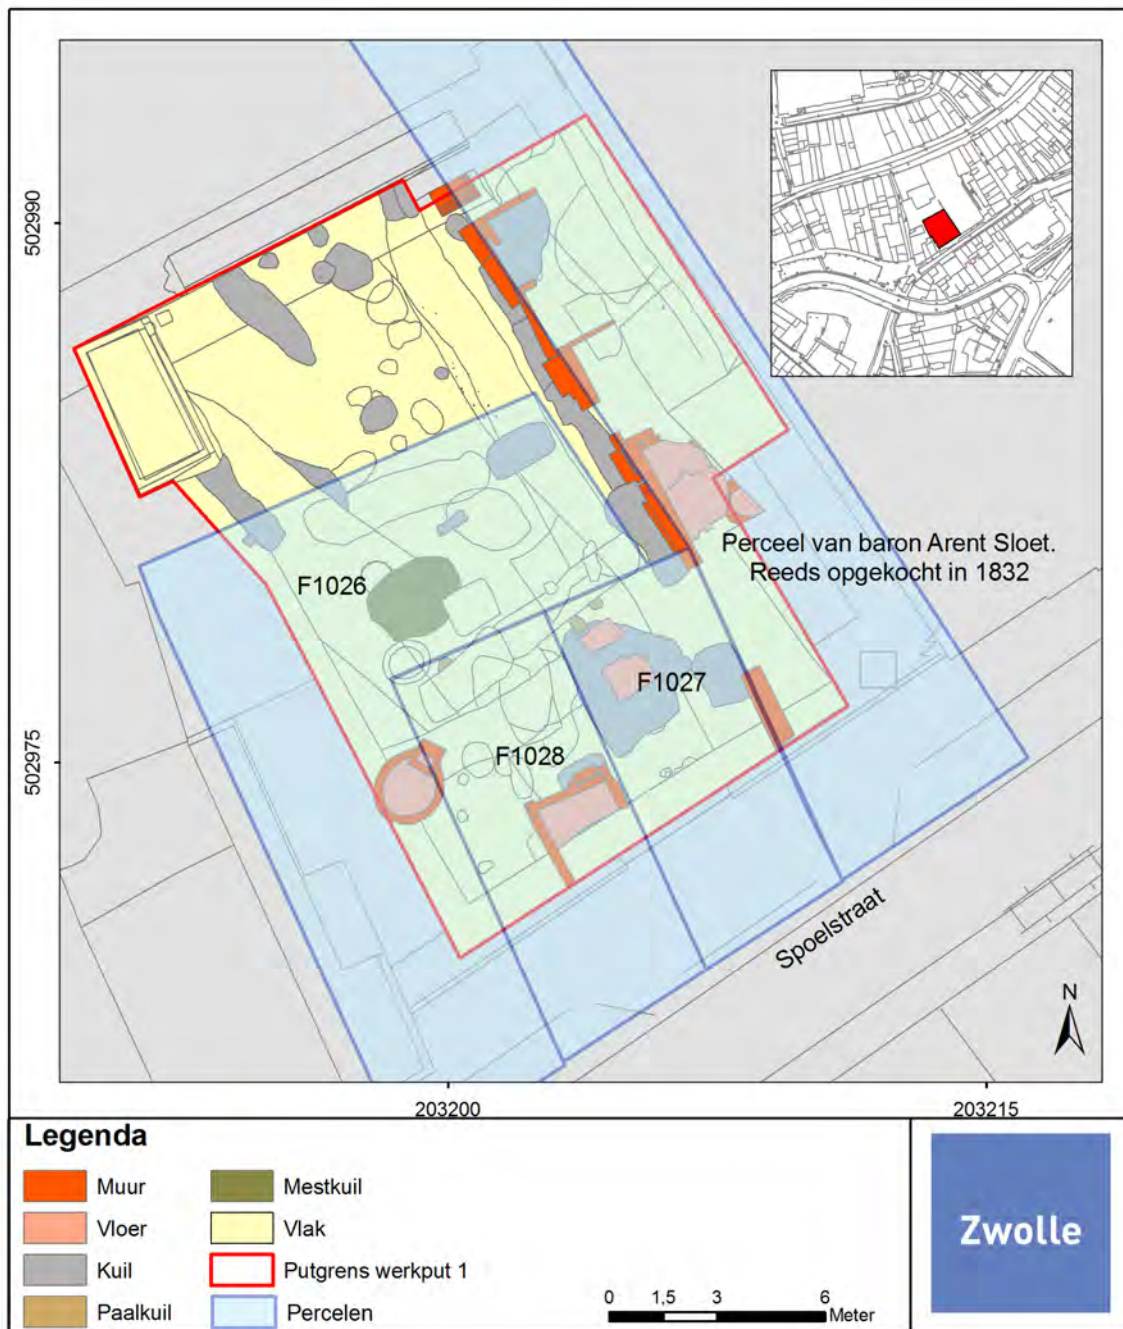 502990
502975
F1026
F1027
F1028
Perceel van baron Arent Sloet.
Reeds opgekocht in 1832
Spoelstraat
N
203200
203215
Legenda
Muur
Vloer
Kuil
Paalkuil
Mestkuil
Vlak
Putgrens werkput 1
Percelen
0 1,5 3 6
Meter
Zwolle